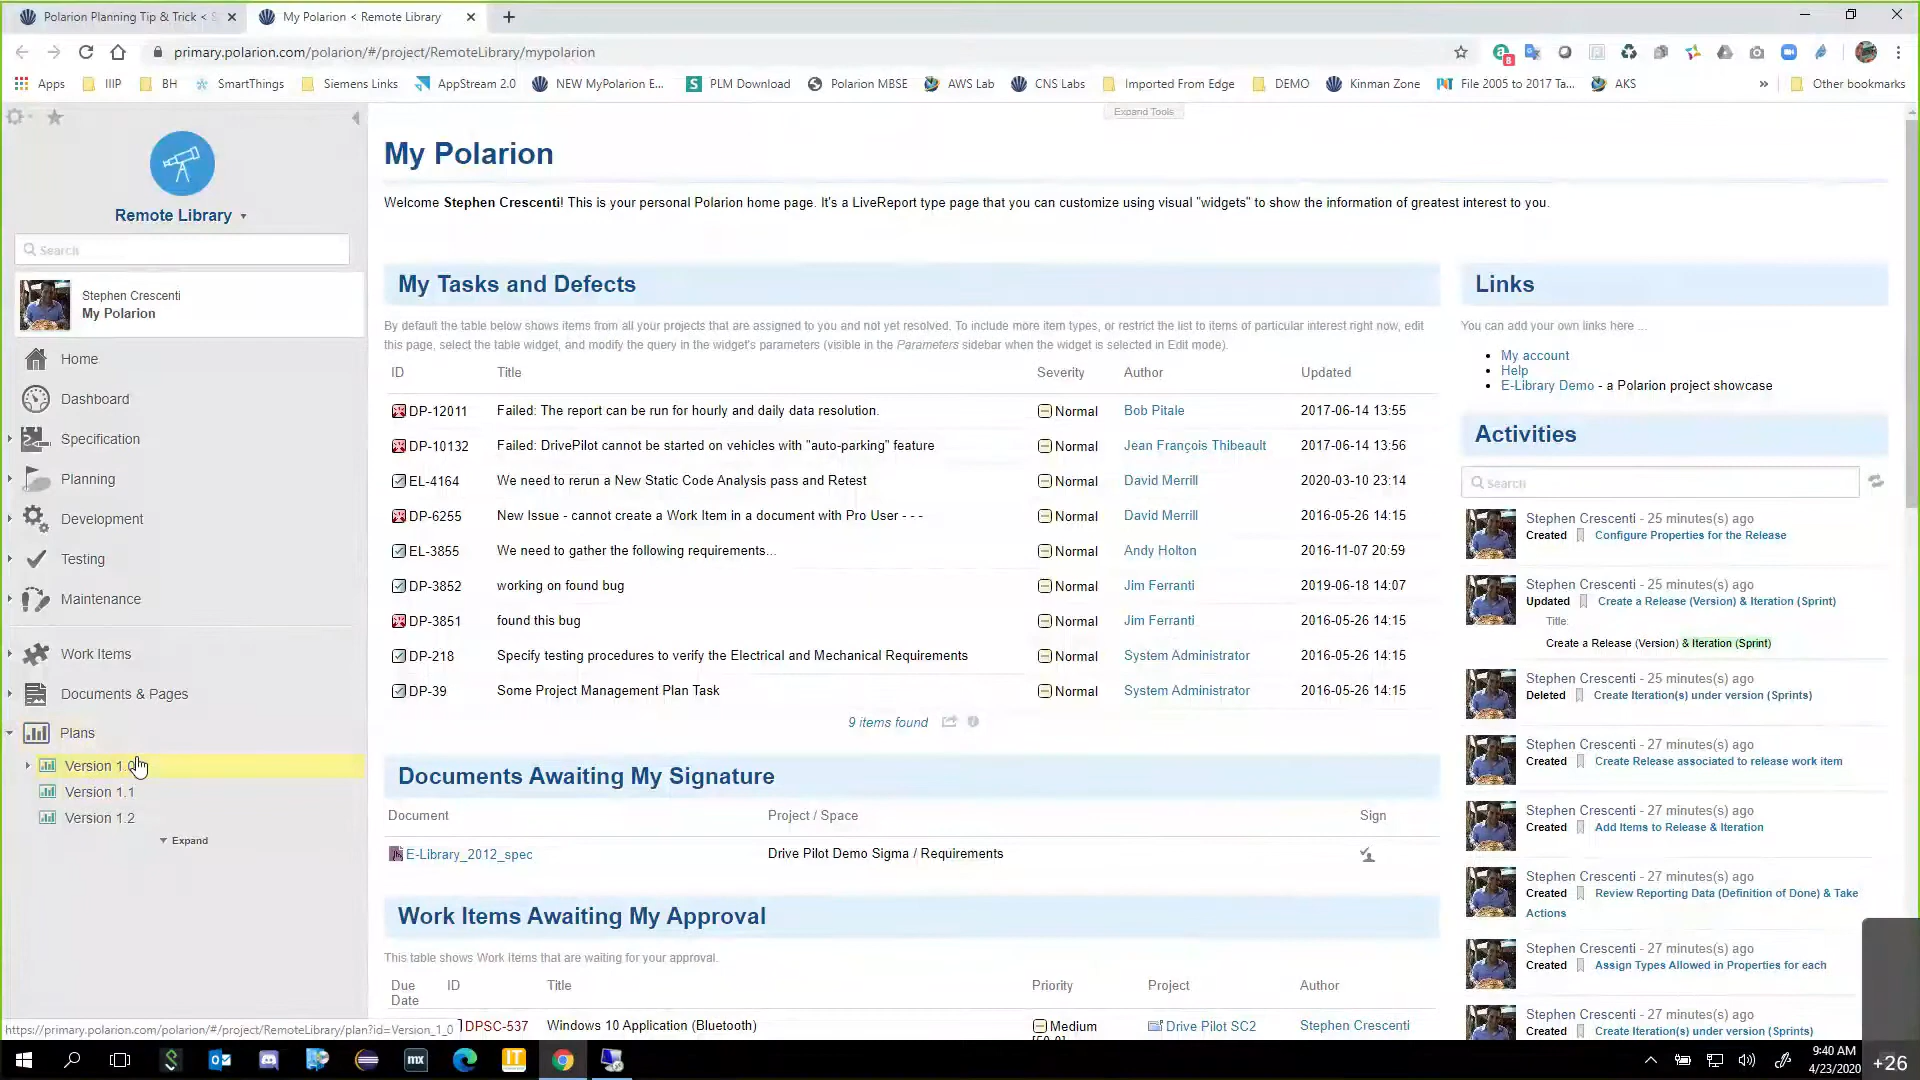 Polarion Planning Tip & Trick < S
My Polarion < Remote Library
primary.polarion.com/polarion/#/project/RemoteLibrary/mypolarion
Apps
IIIP
BH
SmartThings
Siemens Links
AppStream 2.0
NEW MyPolarion E...
PLM Download
Polarion MBSE
AWS Lab
CNS Labs
Imported From Edge
DEMO
Kinman Zone
File 2005 to 2017 Ta...
AKS
»
Other bookmarks
Expand Tools
Remote Library
Search
Stephen Crescenti
My Polarion
Home
Dashboard
Specification
Planning
Development
Testing
Maintenance
Work Items
Documents & Pages
Plans
Version 1.0
Version 1.1
Version 1.2
Expand
https://primary.polarion.com/polarion/#/project/RemoteLibrary/plan?id=Version_1_0
My Polarion
Welcome Stephen Crescenti! This is your personal Polarion home page. It's a LiveReport type page that you can customize using visual "widgets" to show the information of greatest interest to you.
My Tasks and Defects
By default the table below shows items from all your projects that are assigned to you and not yet resolved. To include more item types, or restrict the list to items of particular interest right now, edit
this page, select the table widget, and modify the query in the widget's parameters (visible in the Parameters sidebar when the widget is selected in Edit mode).
ID Title Severity Author Updated
DP-12011 Failed: The report can be run for hourly and daily data resolution. Normal Bob Pitale 2017-06-14 13:55
DP-10132 Failed: DrivePilot cannot be started on vehicles with "auto-parking" feature Normal Jean François Thibeault 2017-06-14 13:56
EL-4164 We need to rerun a New Static Code Analysis pass and Retest Normal David Merrill 2020-03-10 23:14
DP-6255 New Issue - cannot create a Work Item in a document with Pro User - - - Normal David Merrill 2016-05-26 14:15
EL-3855 We need to gather the following requirements... Normal Andy Holton 2016-11-07 20:59
DP-3852 working on found bug Normal Jim Ferranti 2019-06-18 14:07
DP-3851 found this bug Normal Jim Ferranti 2016-05-26 14:15
DP-218 Specify testing procedures to verify the Electrical and Mechanical Requirements Normal System Administrator 2016-05-26 14:15
DP-39 Some Project Management Plan Task Normal System Administrator 2016-05-26 14:15
9 items found
Documents Awaiting My Signature
Document Project / Space Sign
E-Library_2012_spec Drive Pilot Demo Sigma / Requirements
Work Items Awaiting My Approval
This table shows Work Items that are waiting for your approval.
Due Date ID Title Priority Project Author
DPSC-537 Windows 10 Application (Bluetooth) Medium Drive Pilot SC2 Stephen Crescenti
Links
You can add your own links here ...
My account
Help
E-Library Demo - a Polarion project showcase
Activities
Search
Stephen Crescenti - 25 minutes(s) ago
Created Configure Properties for the Release
Stephen Crescenti - 25 minutes(s) ago
Updated Create a Release (Version) & Iteration (Sprint)
Title:
Create a Release (Version) & Iteration (Sprint)
Stephen Crescenti - 25 minutes(s) ago
Deleted Create Iteration(s) under version (Sprints)
Stephen Crescenti - 27 minutes(s) ago
Created Create Release associated to release work item
Stephen Crescenti - 27 minutes(s) ago
Created Add Items to Release & Iteration
Stephen Crescenti - 27 minutes(s) ago
Created Review Reporting Data (Definition of Done) & Take
Actions
Stephen Crescenti - 27 minutes(s) ago
Created Assign Types Allowed in Properties for each
Stephen Crescenti - 27 minutes(s) ago
Created Create Iteration(s) under version (Sprints)
mx
IT
9:40 AM
4/23/2020
+26